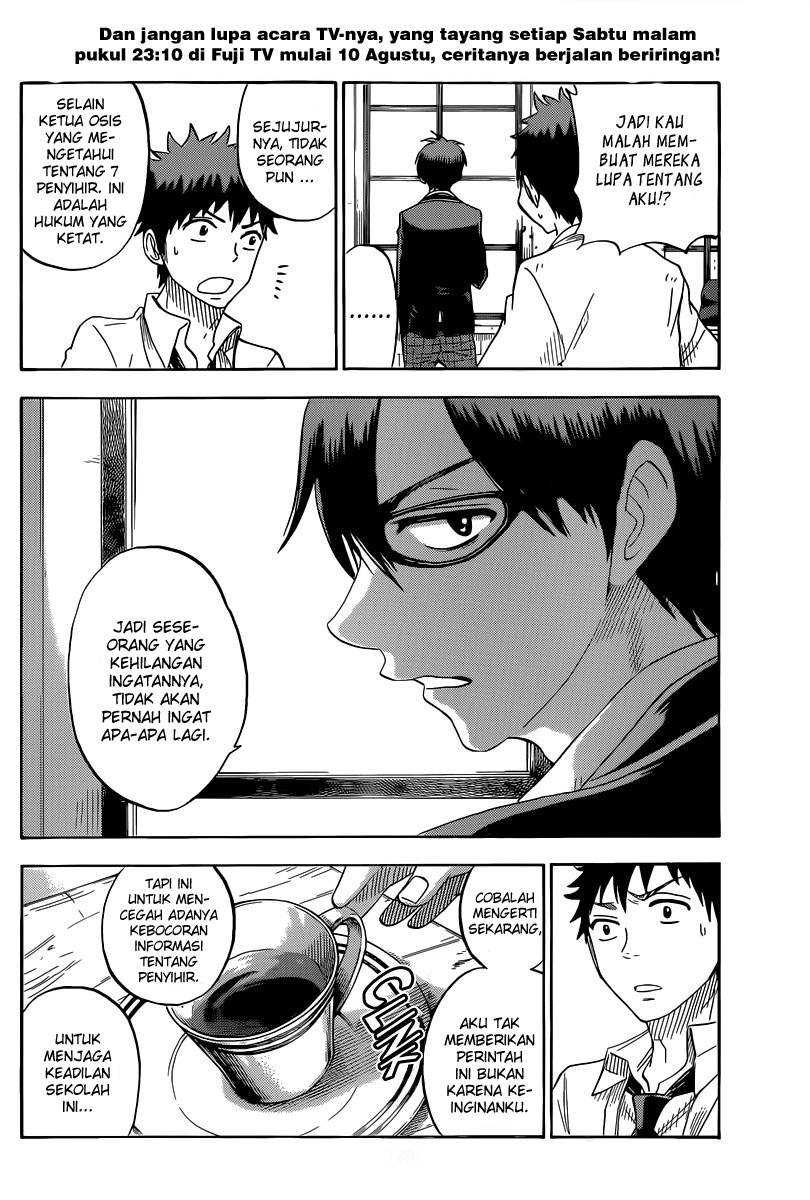 Dan jangan lupa acara TV-nya, yang tayang setiap Sabtu malam
pukul 23:10 di Fuji TV mulai 10 Agustu, ceritanya berjalan beriringan!
JADI KAU
MALAH MEM-
BUAT MEREKA
LUPA TENTANG
AKU!?
.......
SEJUJUR-
NYA, TIDAK
SEORANG
PUN ...
SELAIN
KETUA OSIS
YANG ME-
NGETAHUI
TENTANG 7
PENYIHIR. INI
ADALAH
HUKUM YANG
KETAT.
JADI SESE-
ORANG YANG
KEHILANGAN
INGATANNYA,
TIDAK AKAN
PERNAH INGAT
APA-APA LAGI.
COBALAH
MENGERTI
SEKARANG,
AKU TAK
MEMBERIKAN
PERINTAH
INI BUKAN
KARENA KE-
INGINANKU.
CLINK
TAPI INI
UNTUK MEN-
CEGAH ADANYA
KEBOCORAN
INFORMASI
TENTANG
PENYIHIR.
UNTUK
MENJAGA
KEADILAN
SEKOLAH
INI...